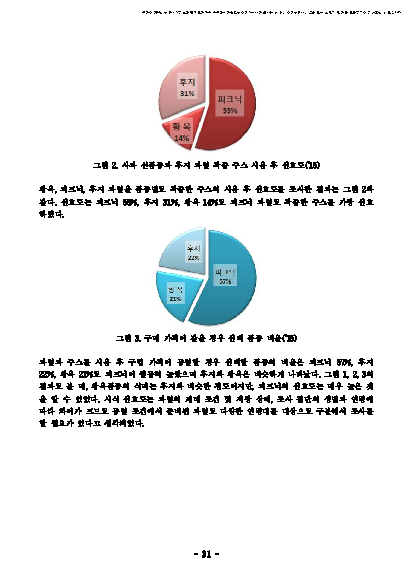 후지
31%
피크닉
55%
황옥
14%
그림 2. 사과 신품종과 후지 과일 착즙 주스 시음 후 선호도('15)
황옥, 피크닉, 후지 과일을 품종별로 착즙한 주스의 시음 후 선호도를 조사한 결과는 그림 2와
같다. 선호도는 피크닉 55%, 후지 31%, 황옥 14%로 피크닉 과일로 착즙한 주스를 가장 선호
하였다.
후지
22%
피크닉
57%
황옥
21%
그림 3. 구매 가격이 같을 경우 선택 품종 비율('15)
과일과 주스를 시음 후 구입 가격이 동일할 경우 선택할 품종의 비율은 피크닉 57%, 후지
22%, 황옥 21%로 피크닉이 월등히 높았으며 후지와 황옥은 비슷하게 나타났다. 그림 1, 2, 3의
결과로 볼 때, 황옥품종의 식미는 후지와 비슷한 정도이지만, 피크닉의 선호도는 매우 높은 것
을 알 수 있었다. 시식 선호도는 과일의 재배 조건 및 저장 상태, 조사 집단의 성별과 연령에
따라 차이가 크므로 동일 조건에서 준비된 과일로 다양한 연령대를 대상으로 구분해서 조사를
할 필요가 있다고 생각되었다.
- 31 -